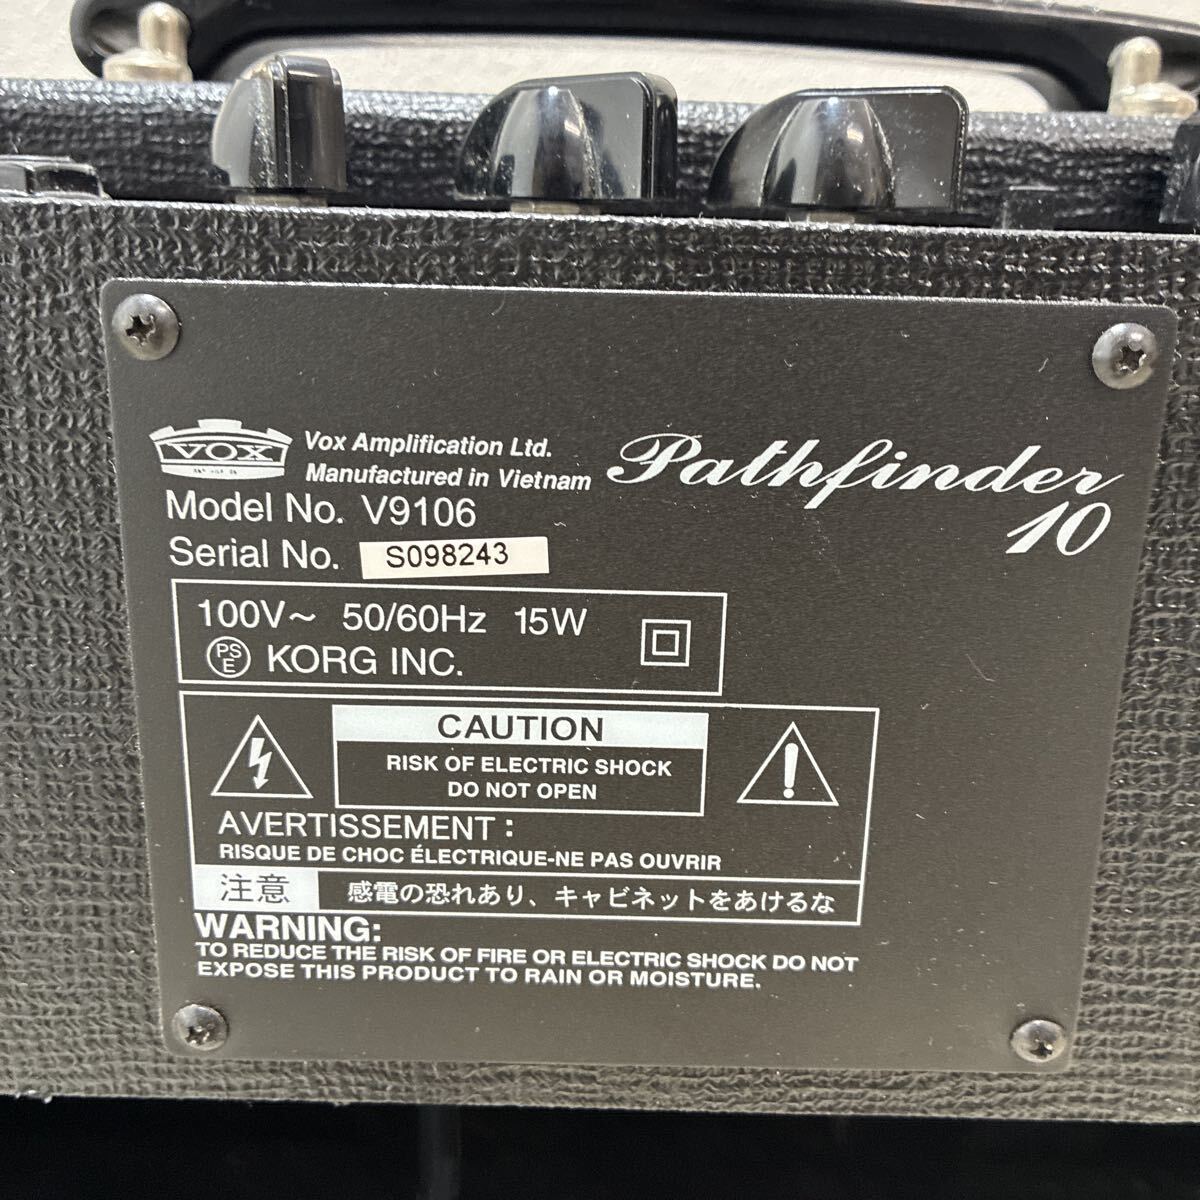 VOX
Vox Amplification Ltd.
Manufactured in Vietnam
Pathfinder
10
Model No. V9106
Serial No. S098243
100V~ 50/60Hz 15W
PS
E
KORG INC.
CAUTION
RISK OF ELECTRIC SHOCK
DO NOT OPEN
AVERTISSEMENT:
RISQUE DE CHOC ÉLECTRIQUE-NE PAS OUVRIR
注意 感電の恐れあり、キャビネットをあけるな
WARNING:
TO REDUCE THE RISK OF FIRE OR ELECTRIC SHOCK DO NOT
EXPOSE THIS PRODUCT TO RAIN OR MOISTURE.